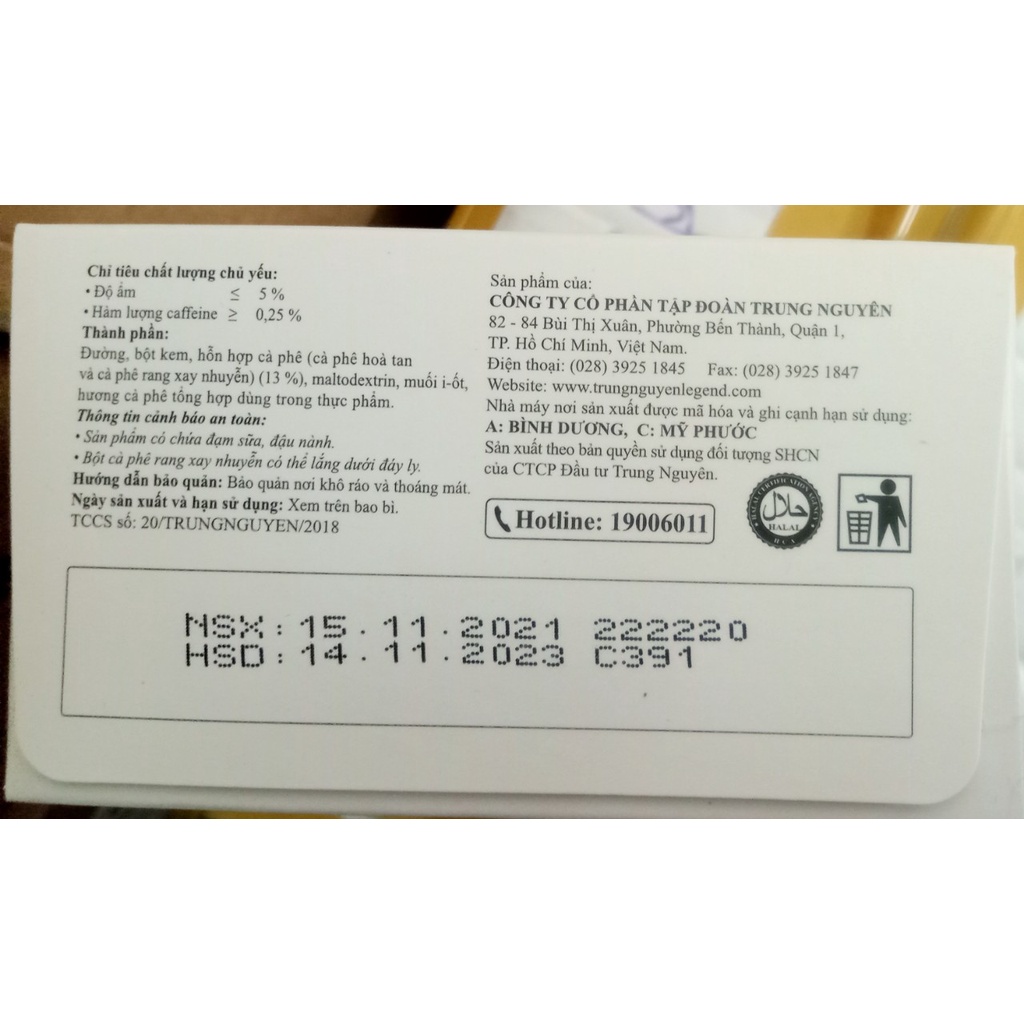 Chỉ tiêu chất lượng chủ yếu:
• Độ ẩm ≤ 5 %
• Hàm lượng caffeine ≥ 0,25 %
Thành phần:
Đường, bột kem, hỗn hợp cà phê (cà phê hoà tan
và cà phê rang xay nhuyễn) (13 %), maltodextrin, muối i-ốt,
hương cà phê tổng hợp dùng trong thực phẩm.
Thông tin cảnh báo an toàn:
• Sản phẩm có chứa đạm sữa, đậu nành.
• Bột cà phê rang xay nhuyễn có thể lắng dưới đáy ly.
Hướng dẫn bảo quản: Bảo quản nơi khô ráo và thoáng mát.
Ngày sản xuất và hạn sử dụng: Xem trên bao bì.
TCCS số: 20/TRUNGNGUYEN/2018
Sản phẩm của:
CÔNG TY CỔ PHẦN TẬP ĐOÀN TRUNG NGUYÊN
82 - 84 Bùi Thị Xuân, Phường Bến Thành, Quận 1,
TP. Hồ Chí Minh, Việt Nam.
Điện thoại: (028) 3925 1845 Fax: (028) 3925 1847
Website: www.trungnguyenlegend.com
Nhà máy nơi sản xuất được mã hóa và ghi cạnh hạn sử dụng:
A: BÌNH DƯƠNG, C: MỸ PHƯỚC
Sản xuất theo bản quyền sử dụng đối tượng SHCN
của CTCP Đầu tư Trung Nguyên.
Hotline: 19006011
HALAL CERTIFICATION AGENCY
حلال
HALAL
HCA
NSX: 15.11.2021 222220
HSD: 14.11.2023 C391